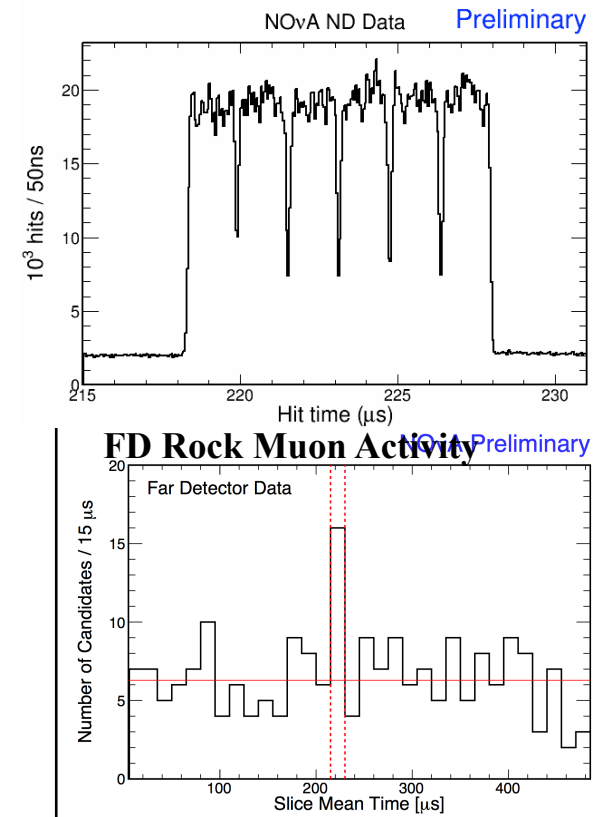 NOνA ND Data Preliminary
10³ hits / 50ns
20
15
10
5
0
215 220 225 230
Hit time (μs)
FD Rock Muon Activity NOνA Preliminary
Far Detector Data
Number of Candidates / 15 μs
20
15
10
5
0
100 200 300 400
Slice Mean Time [μs]